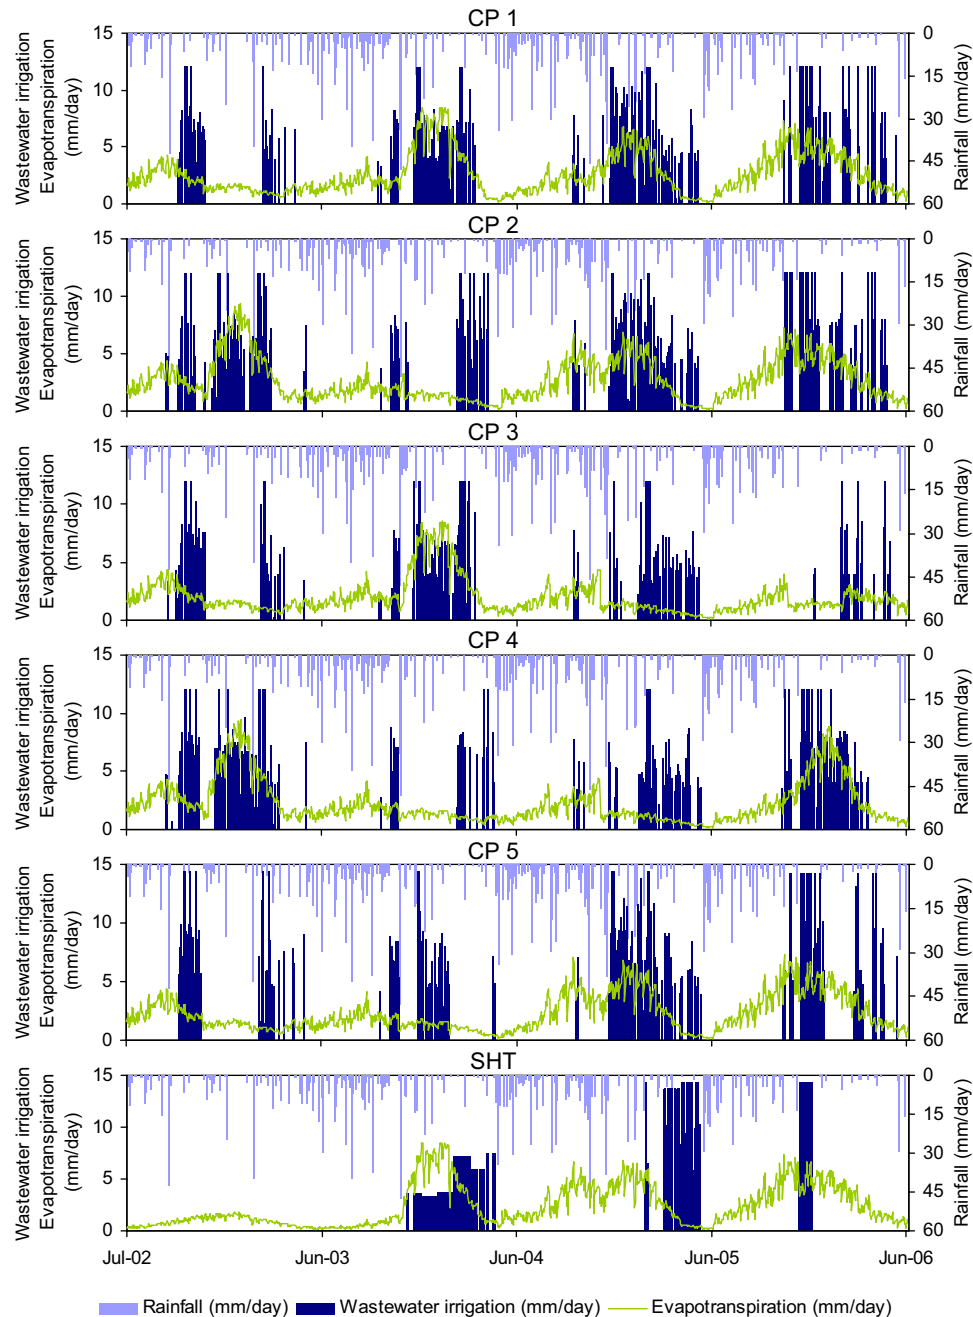 CP 1
Wastewater irrigation
Evapotranspiration
(mm/day)
15
10
5
0
0
15
30
45
60
Rainfall (mm/day)
CP 2
Wastewater irrigation
Evapotranspiration
(mm/day)
15
10
5
0
0
15
30
45
60
Rainfall (mm/day)
CP 3
Wastewater irrigation
Evapotranspiration
(mm/day)
15
10
5
0
0
15
30
45
60
Rainfall (mm/day)
CP 4
Wastewater irrigation
Evapotranspiration
(mm/day)
15
10
5
0
0
15
30
45
60
Rainfall (mm/day)
CP 5
Wastewater irrigation
Evapotranspiration
(mm/day)
15
10
5
0
0
15
30
45
60
Rainfall (mm/day)
SHT
Wastewater irrigation
Evapotranspiration
(mm/day)
15
10
5
0
0
15
30
45
60
Rainfall (mm/day)
Jul-02 Jun-03 Jun-04 Jun-05 Jun-06
Rainfall (mm/day) Wastewater irrigation (mm/day) Evapotranspiration (mm/day)